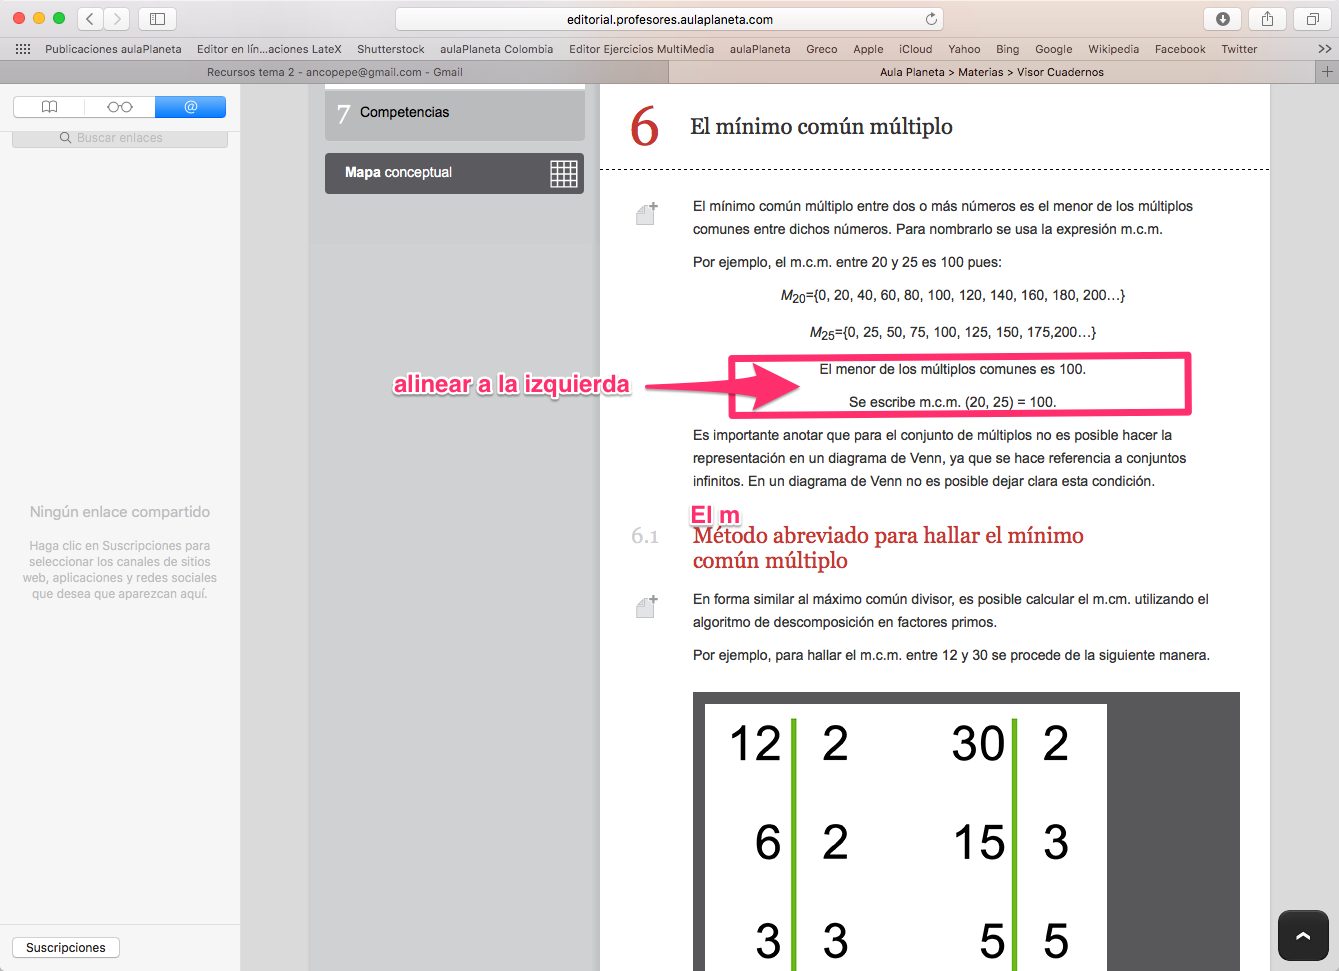 editorial.profesores.aulaplaneta.com
Publicaciones aulaPlaneta Editor en lín...aciones LateX Shutterstock aulaPlaneta Colombia Editor Ejercicios MultiMedia aulaPlaneta Greco Apple iCloud Yahoo Bing Google Wikipedia Facebook Twitter
Recursos tema 2 - ancopepe@gmail.com - Gmail
Aula Planeta > Materias > Visor Cuadernos
@
Buscar enlaces
Ningún enlace compartido
Haga clic en Suscripciones para
seleccionar los canales de sitios
web, aplicaciones y redes sociales
que desea que aparezcan aquí.
Suscripciones
7 Competencias
Mapa conceptual
6 El mínimo común múltiplo
El mínimo común múltiplo entre dos o más números es el menor de los múltiplos
comunes entre dichos números. Para nombrarlo se usa la expresión m.c.m.
Por ejemplo, el m.c.m. entre 20 y 25 es 100 pues:
M20={0, 20, 40, 60, 80, 100, 120, 140, 160, 180, 200…}
M25={0, 25, 50, 75, 100, 125, 150, 175,200…}
alinear a la izquierda
El menor de los múltiplos comunes es 100.
Se escribe m.c.m. (20, 25) = 100.
Es importante anotar que para el conjunto de múltiplos no es posible hacer la
representación en un diagrama de Venn, ya que se hace referencia a conjuntos
infinitos. En un diagrama de Venn no es posible dejar clara esta condición.
El m
6.1 Método abreviado para hallar el mínimo
común múltiplo
En forma similar al máximo común divisor, es posible calcular el m.cm. utilizando el
algoritmo de descomposición en factores primos.
Por ejemplo, para hallar el m.c.m. entre 12 y 30 se procede de la siguiente manera.
12 2 30 2
6 2 15 3
3 3 5 5